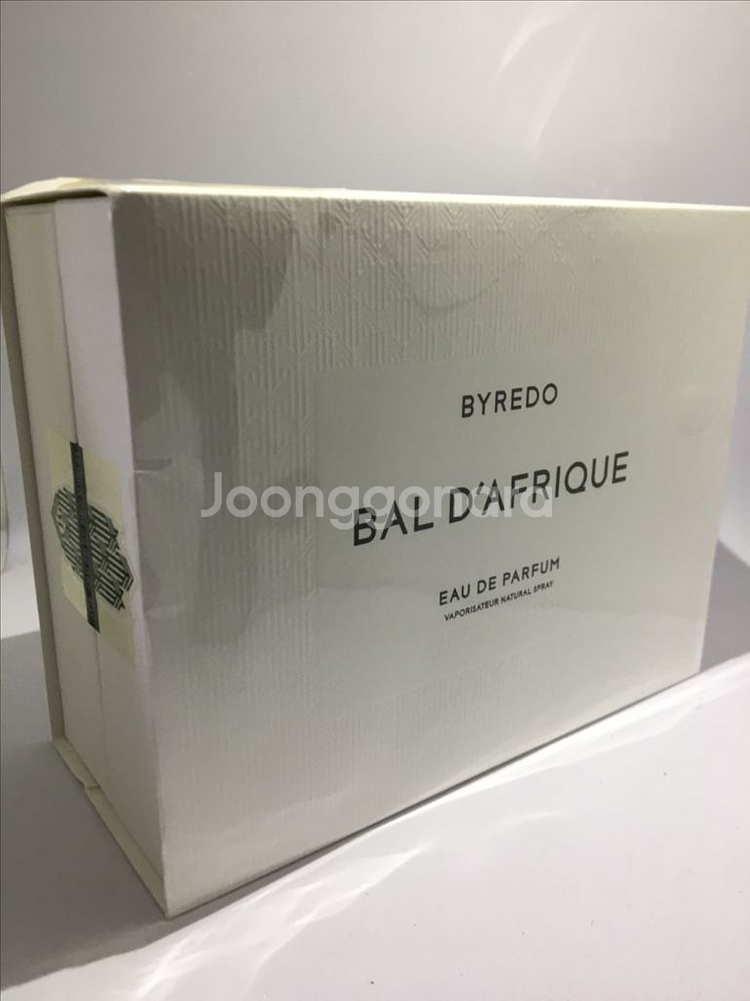 BYREDO
BAL D'AFRIQUE
Joonggonara
EAU DE PARFUM
VAPORISATEUR NATURAL SPRAY